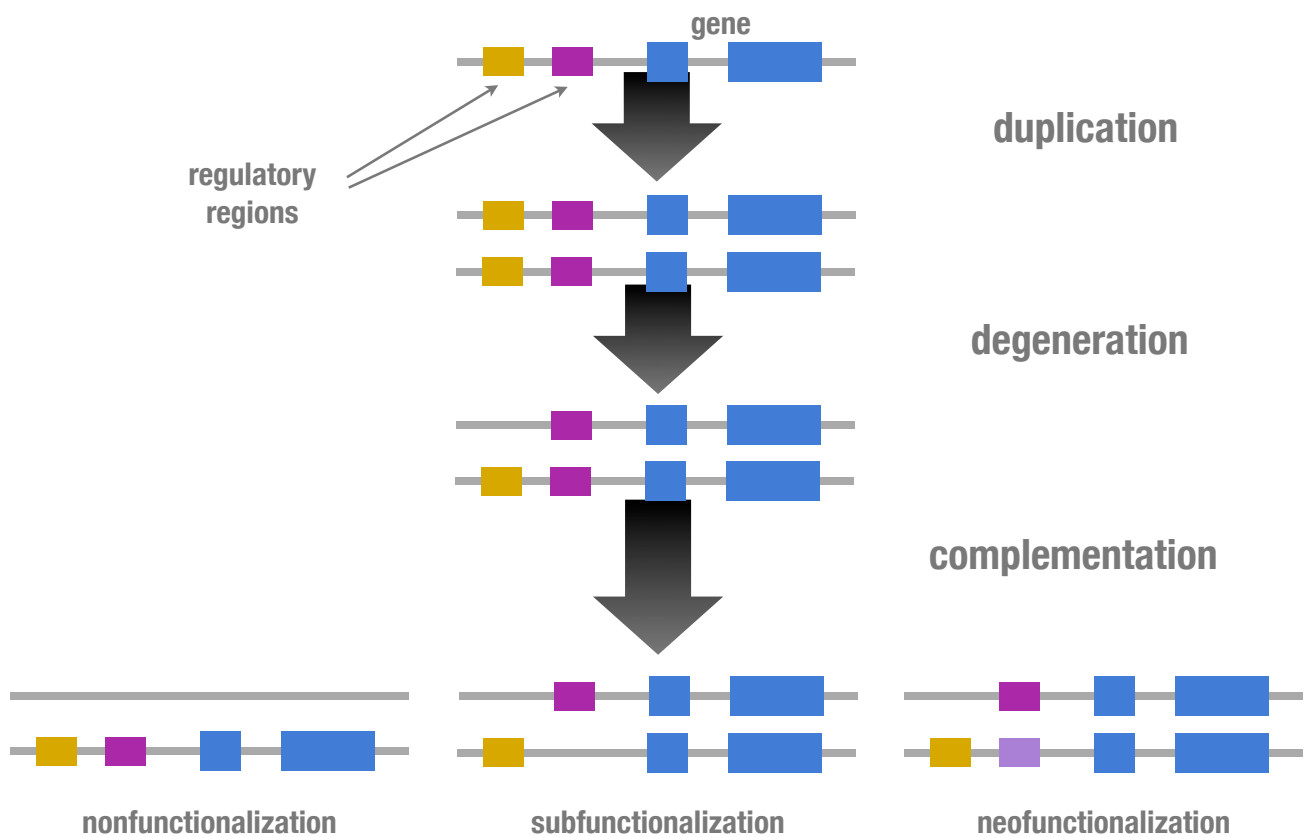 gene
duplication
regulatory
regions
degeneration
complementation
nonfunctionalization
subfunctionalization
neofunctionalization